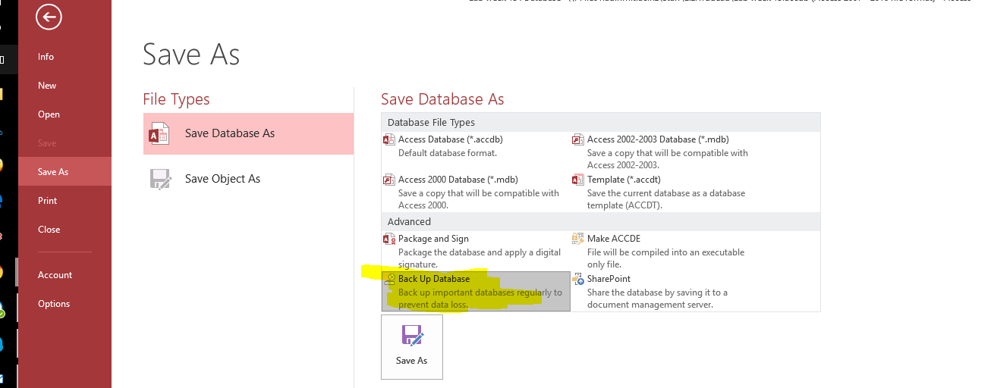 Save As
Info
New
Open
Save
Save As
Print
Close
Account
Options
File Types
Save Database As
Save Object As
Save Database As
Database File Types
Access Database (*.accdb)
Default database format.
Access 2002-2003 Database (*.mdb)
Save a copy that will be compatible with
Access 2002-2003.
Access 2000 Database (*.mdb)
Save a copy that will be compatible with
Access 2000.
Template (*.accdt)
Save the current database as a database
template (ACCDT).
Advanced
Package and Sign
Package the database and apply a digital
signature.
Make ACCDE
File will be compiled into an executable
only file.
Back Up Database
Back up important databases regularly to
prevent data loss.
SharePoint
Share the database by saving it to a
document management server.
Save As